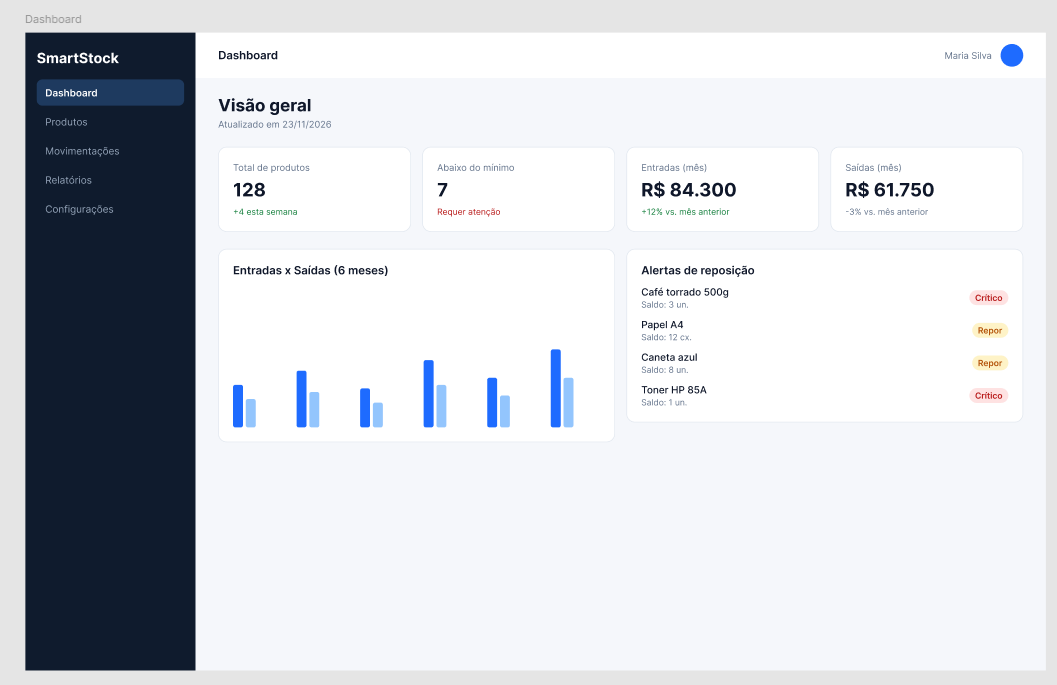 Dashboard
SmartStock
Dashboard
Produtos
Movimentações
Relatórios
Configurações
Dashboard
Maria Silva
Visão geral
Atualizado em 23/11/2026
Total de produtos
128
+4 esta semana
Abaixo do mínimo
7
Requer atenção
Entradas (mês)
R$ 84.300
+12% vs. mês anterior
Saídas (mês)
R$ 61.750
-3% vs. mês anterior
Entradas x Saídas (6 meses)
Alertas de reposição
Café torrado 500g
Saldo: 3 un.
Crítico
Papel A4
Saldo: 12 cx.
Repor
Caneta azul
Saldo: 8 un.
Repor
Toner HP 85A
Saldo: 1 un.
Crítico